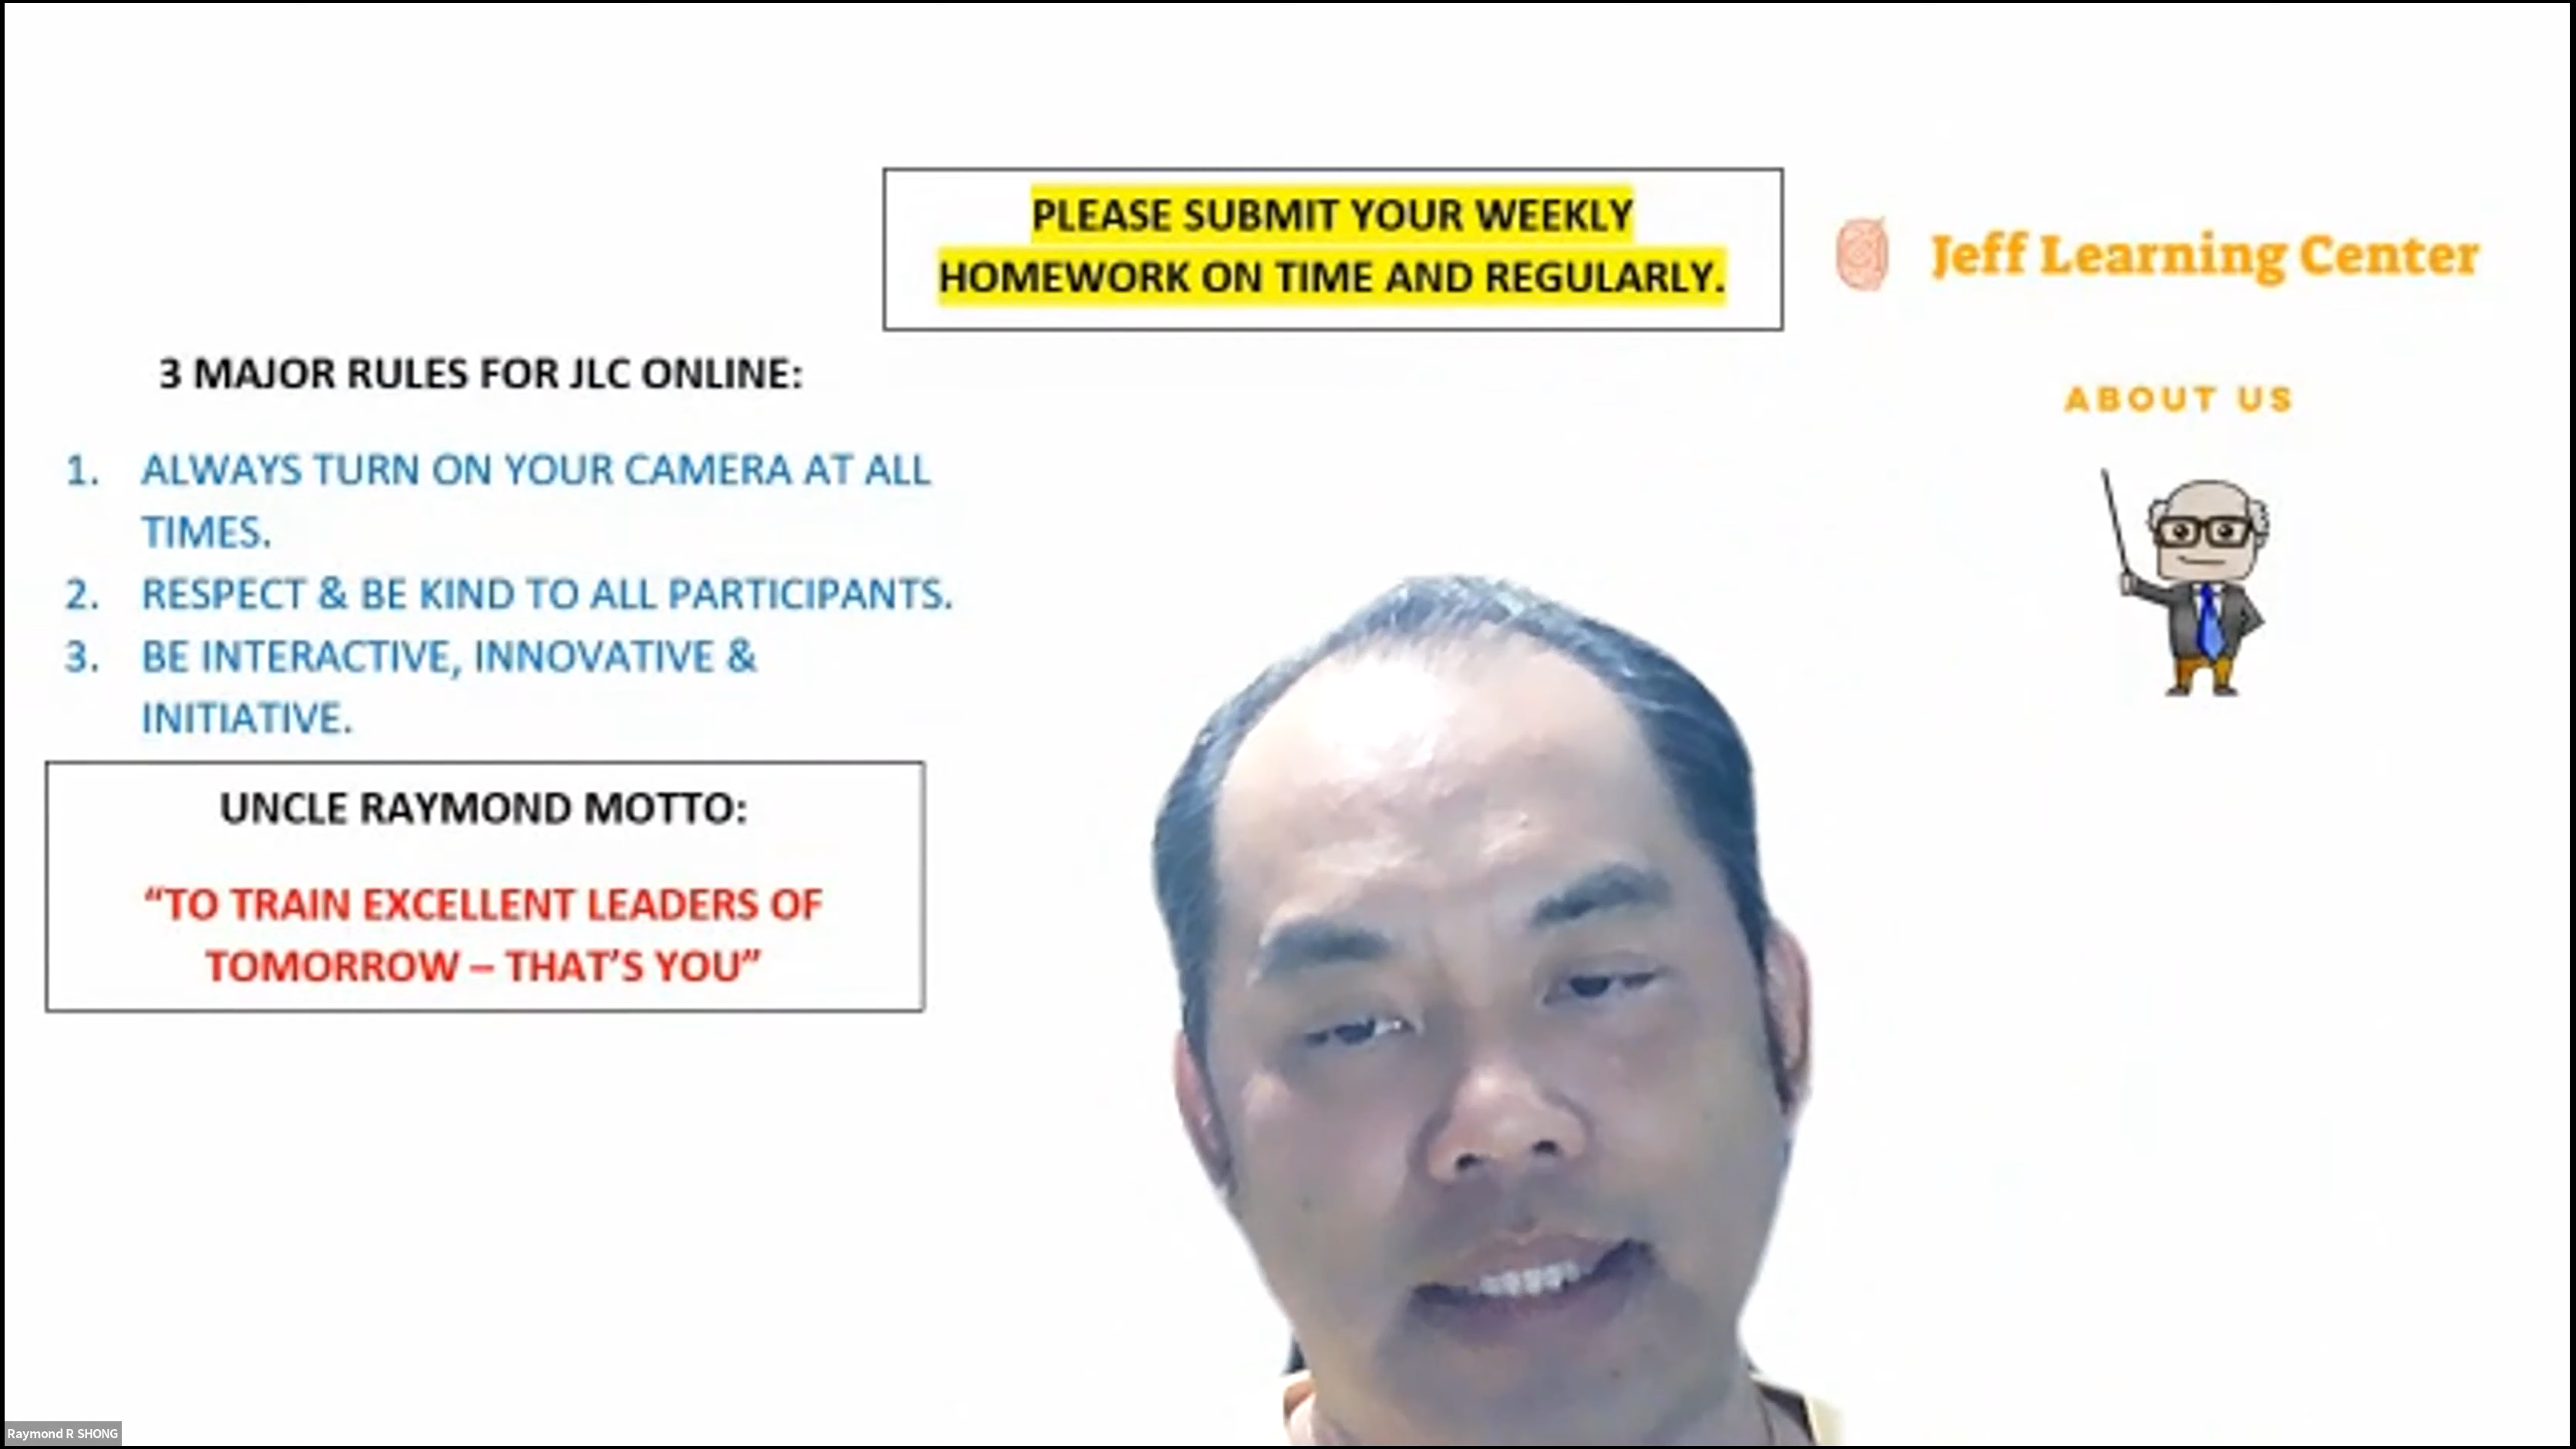 PLEASE SUBMIT YOUR WEEKLY
HOMEWORK ON TIME AND REGULARLY.
Jeff Learning Center
ABOUT US
3 MAJOR RULES FOR JLC ONLINE:
1. ALWAYS TURN ON YOUR CAMERA AT ALL
TIMES.
2. RESPECT & BE KIND TO ALL PARTICIPANTS.
3. BE INTERACTIVE, INNOVATIVE &
INITIATIVE.
UNCLE RAYMOND MOTTO:
“TO TRAIN EXCELLENT LEADERS OF
TOMORROW – THAT’S YOU”
Raymond R SHONG